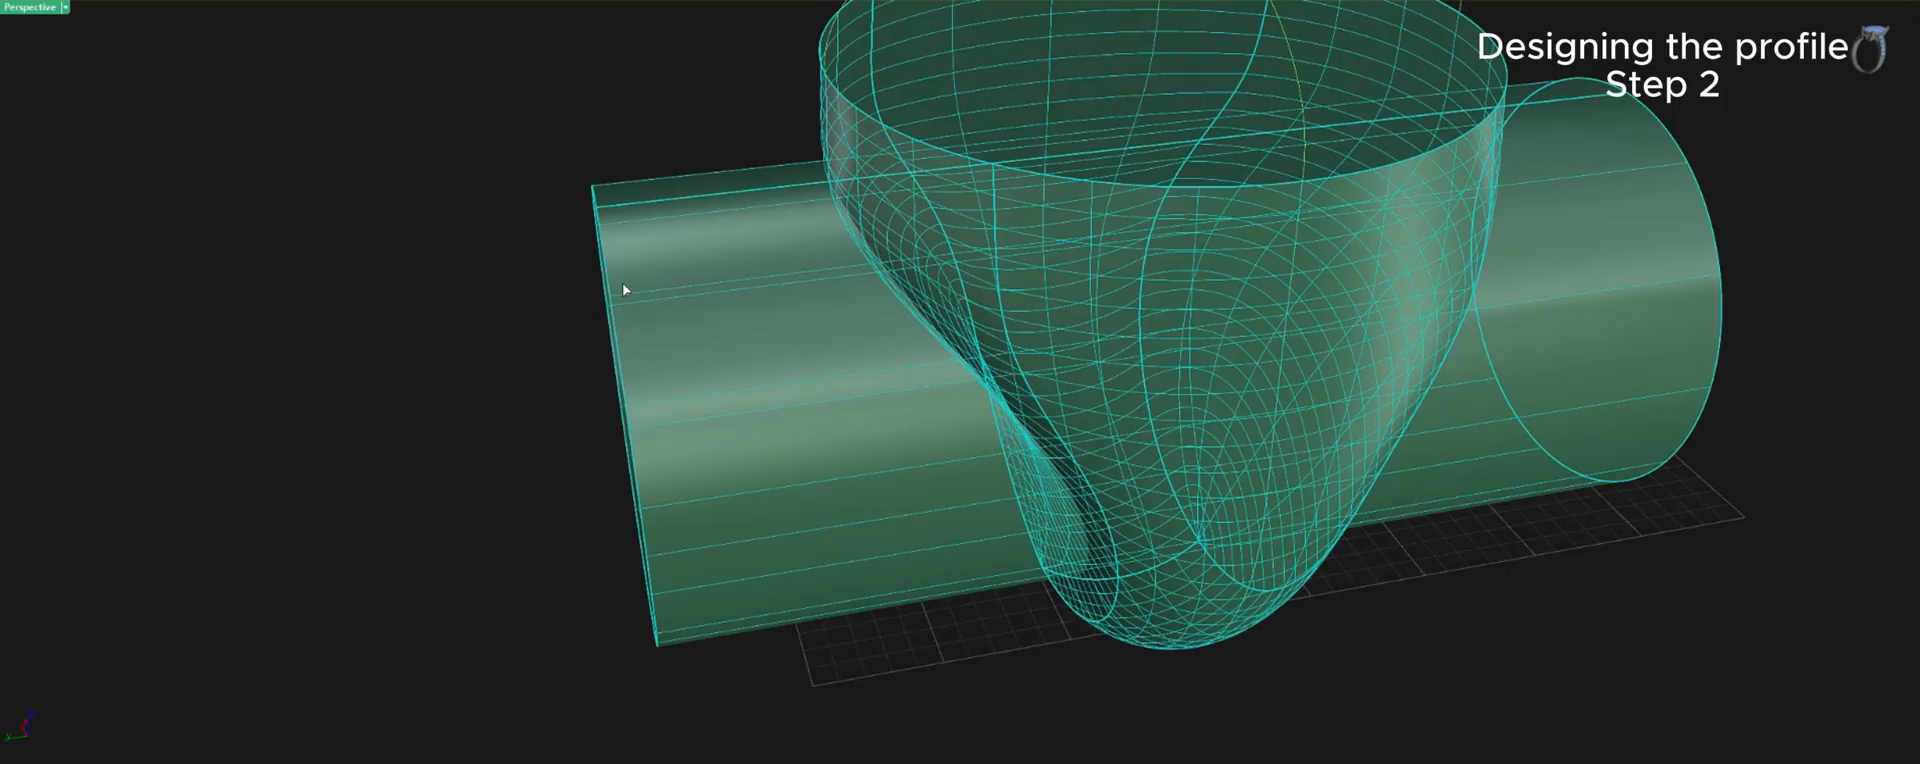 Perspective
Designing the profile
Step 2
y